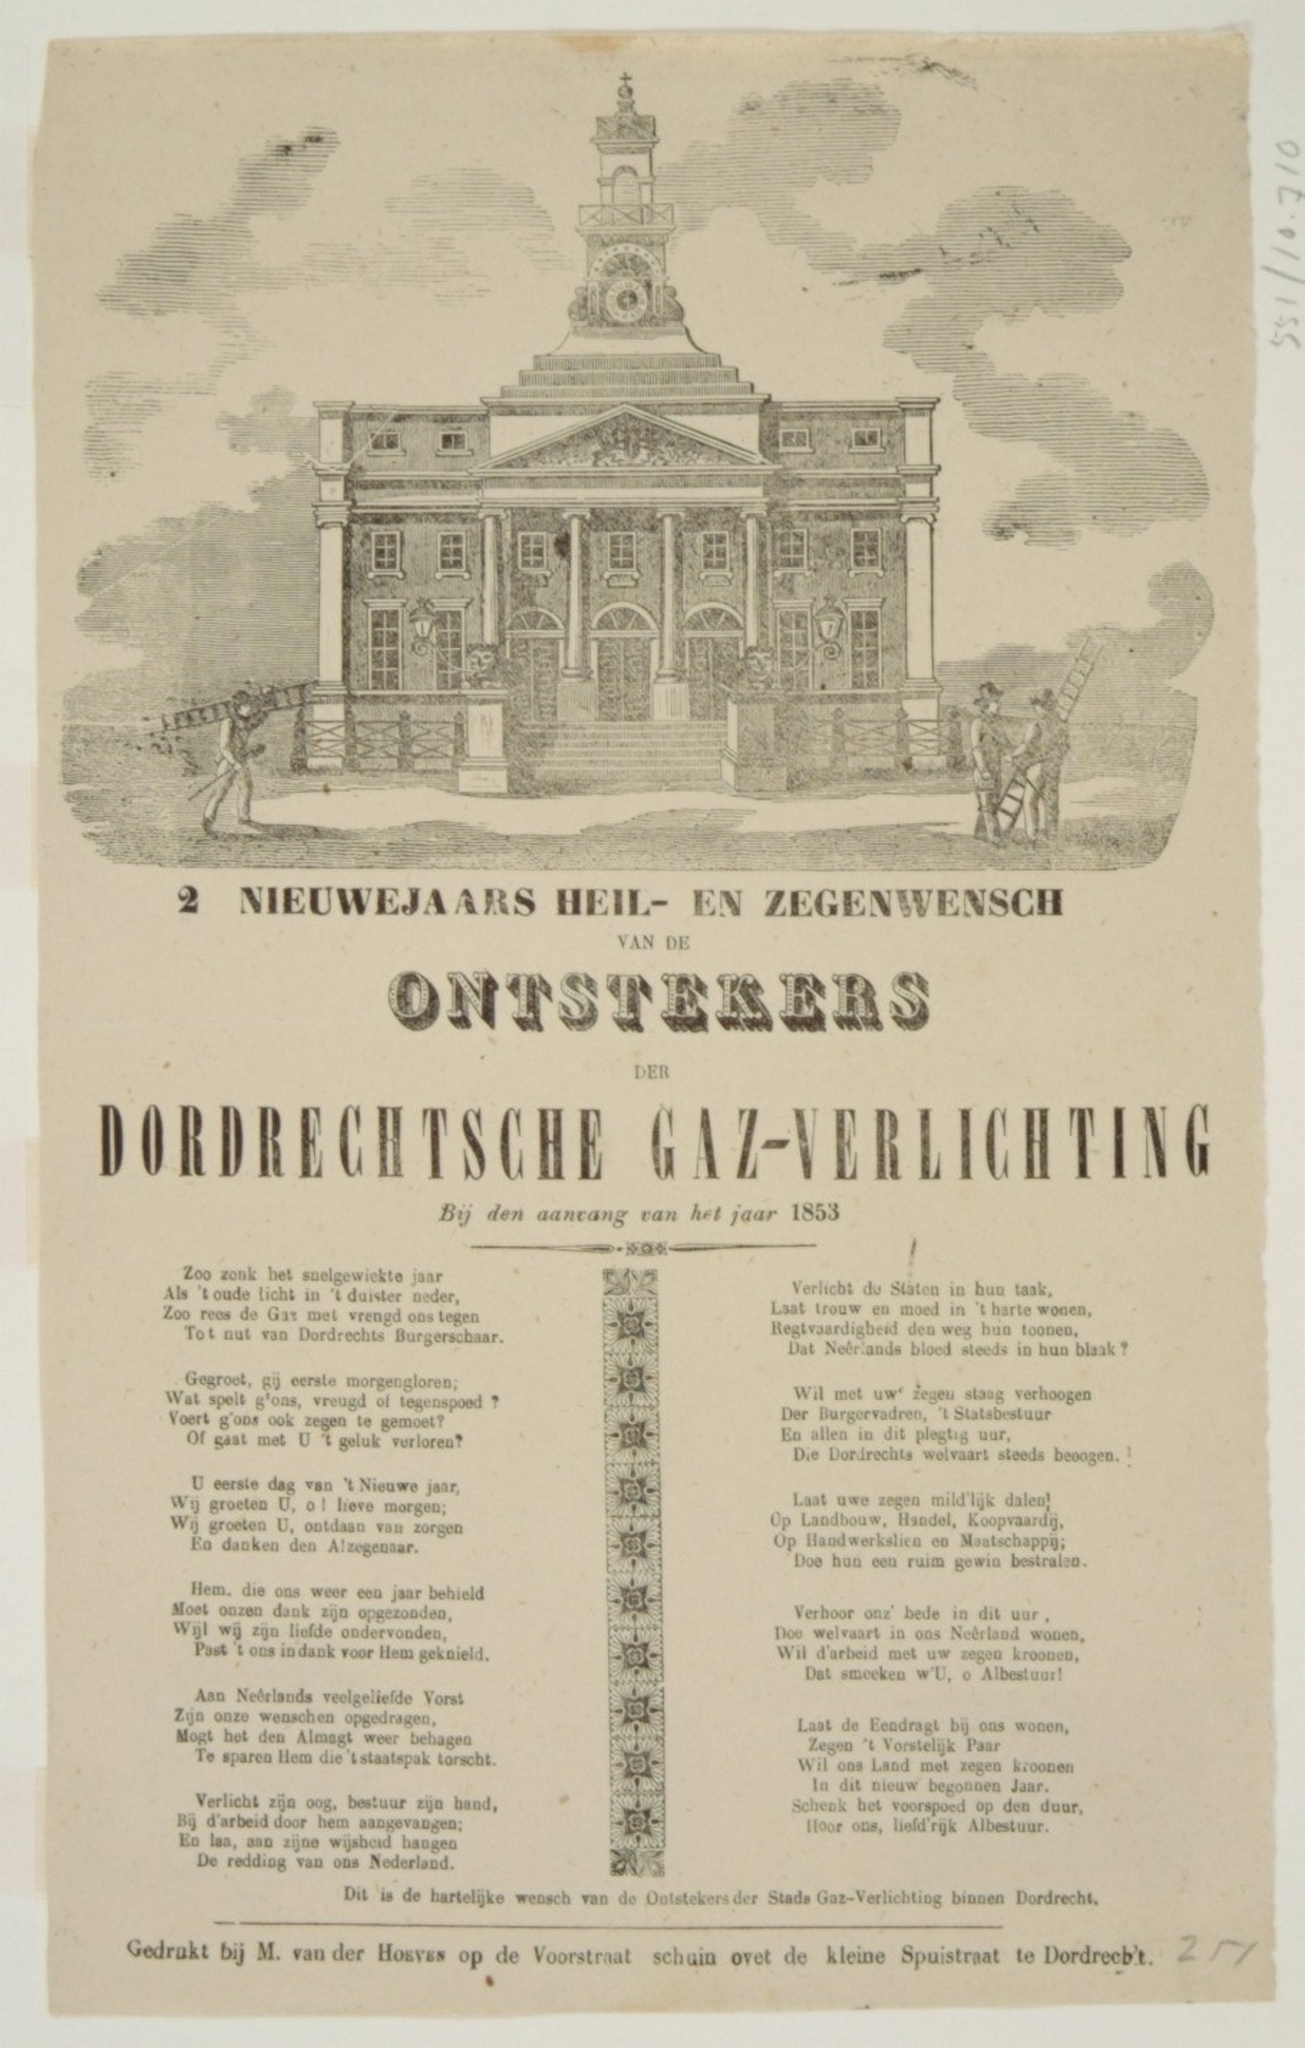 2 NIEUWEJAARS HEIL- EN ZEGENWENSCH
VAN DE
ONTSTEKERS
DER
DORDRECHTSCHE GAZ-VERLICHTING
Bij den aanvang van het jaar 1853
Zoo zonk het snelgewiekte jaar
Als 't oude licht in 't duister neder,
Zoo rees de Gaz met vreugd ons tegen
Tot nut van Dordrechts Burgerschaar.
Gegroet, gij eerste morgengloren;
Wat spelt g'ons, vreugd of tegenspoed ?
Voert g'ons ook zegen te gemoet?
Of gaat met U 't geluk verloren?
U eerste dag van 't Nieuwe jaar,
Wij groeten U, o! lieve morgen;
Wij groeten U, ontdaan van zorgen
En danken den Alzegenaar.
Hem. die ons weer een jaar behield
Moet onzen dank zijn opgezonden,
Wijl wij zijn liefde ondervonden,
Past 't ons in dank voor Hem geknield.
Aan Neêrlands veelgeliefde Vorst
Zijn onze wenschen opgedragen,
Mogt het den Almagt weer behagen
Te sparen Hem die 't staatspak torscht.
Verlicht zijn oog, bestuur zijn hand,
Bij d'arbeid door hem aangevangen;
En laa, aan zijne wijsheid hangen
De redding van ons Nederland.
Verlicht de Staten in hun taak,
Laat trouw en moed in 't harte wonen,
Regtvaardigheid den weg hun toonen,
Dat Neêrlands bloed steeds in hun blaak ?
Wil met uw' zegen staag verhoogen
Der Burgervadren, 't Statsbestuur
En allen in dit plegtig uur,
Die Dordrechts welvaart steeds beoogen. !
Laat uwe zegen mild'lijk dalen!
Op Landbouw, Handel, Koopvaardij,
Op Handwerkslien en Maatschappij;
Doe hun een ruim gewin bestralen.
Verhoor onz' bede in dit uur ,
Doe welvaart in ons Neêrland wonen,
Wil d'arbeid met uw zegen kroonen,
Dat smeeken w'U, o Albestuur!
Laat de Eendragt bij ons wonen,
Zegen 't Vorstelijk Paar
Wil ons Land met zegen kroonen
In dit nieuw begonnen Jaar.
Schenk het voorspoed op den duur,
Hoor ons, liefd'rijk Albestuur.
Dit is de hartelijke wensch van de Ontstekers der Stads Gaz-Verlichting binnen Dordrecht.
Gedrukt bij M. van der HOEVEN op de Voorstraat schuin ovet de kleine Spuistraat te Dordrech't.
251
551/10.710